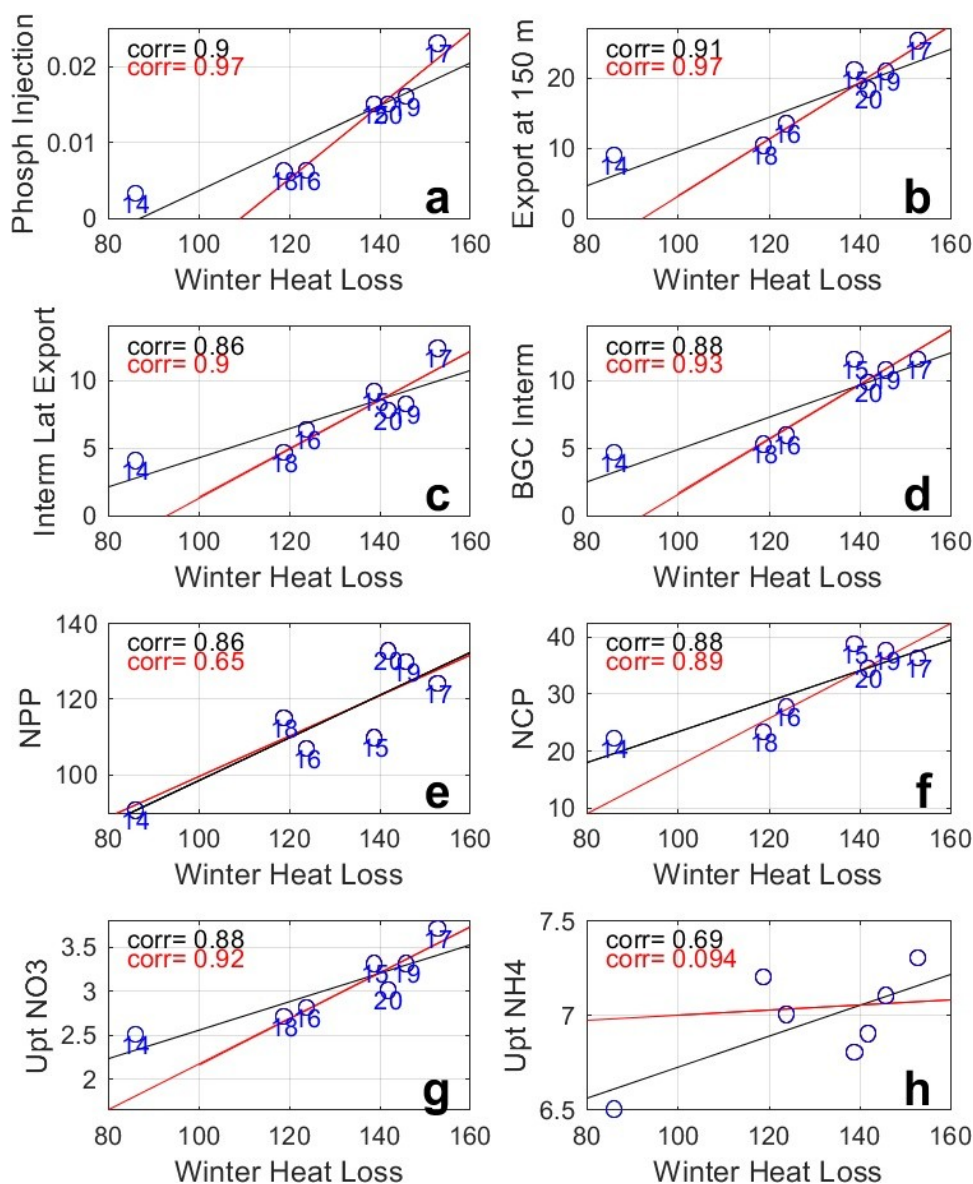 corr= 0.9
corr= 0.97
Phosph Injection
0.02
0.01
0
14
18
16
15
20
19
17
a
80 100 120 140 160
Winter Heat Loss
corr= 0.91
corr= 0.97
Export at 150 m
20
10
0
14
18
16
15
20
19
17
b
80 100 120 140 160
Winter Heat Loss
corr= 0.86
corr= 0.9
Interm Lat Export
10
5
0
14
18
16
15
20
19
17
c
80 100 120 140 160
Winter Heat Loss
corr= 0.88
corr= 0.93
BGC Interm
10
5
0
14
18
16
15
20
19
17
d
80 100 120 140 160
Winter Heat Loss
corr= 0.86
corr= 0.65
NPP
140
120
100
14
18
16
15
20
19
17
e
80 100 120 140 160
Winter Heat Loss
corr= 0.88
corr= 0.89
NCP
40
30
20
10
14
18
16
15
20
19
17
f
80 100 120 140 160
Winter Heat Loss
corr= 0.88
corr= 0.92
Upt NO3
3.5
3
2.5
2
14
18
16
15
20
19
17
g
80 100 120 140 160
Winter Heat Loss
corr= 0.69
corr= 0.094
Upt NH4
7.5
7
6.5
h
80 100 120 140 160
Winter Heat Loss